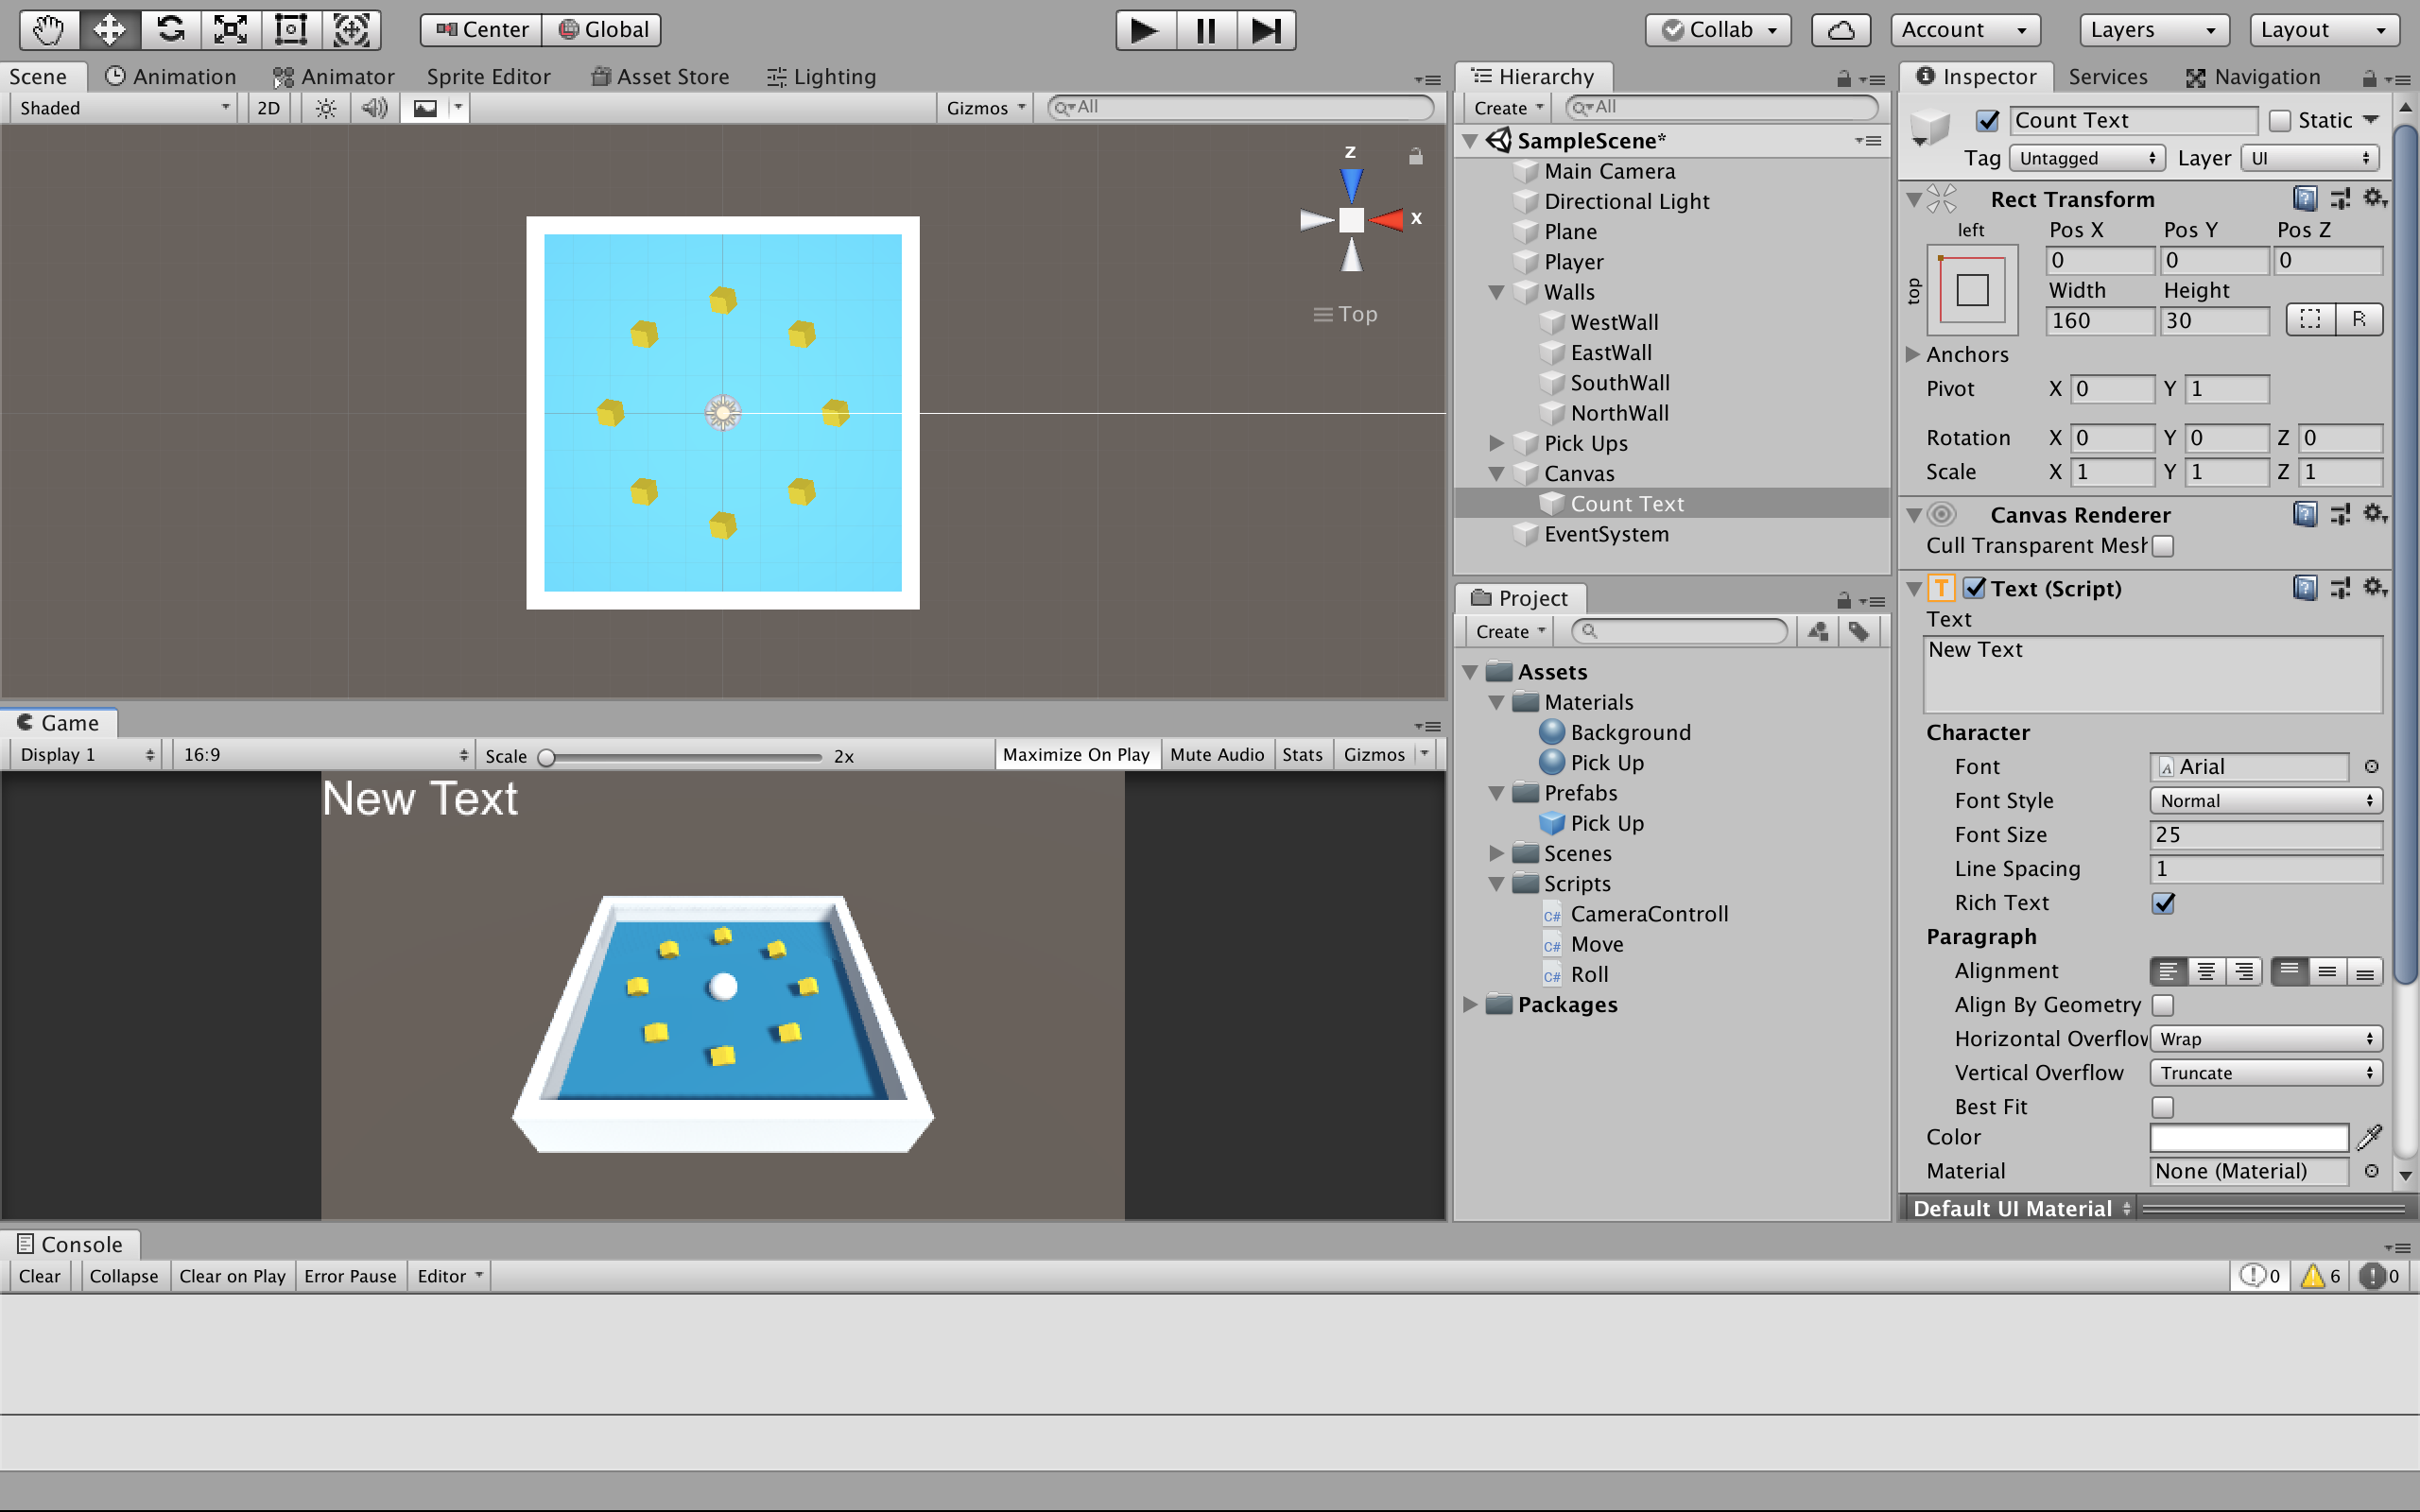 Center Global Collab Account Layers Layout
Scene Animation Animator Sprite Editor Asset Store Lighting
Shaded 2D Gizmos All
z
x
Top
Game
Display 1 16:9 Scale 2x Maximize On Play Mute Audio Stats Gizmos
New Text
Hierarchy
Create All
SampleScene*
Main Camera
Directional Light
Plane
Player
Walls
WestWall
EastWall
SouthWall
NorthWall
Pick Ups
Canvas
Count Text
EventSystem
Project
Create
Assets
Materials
Background
Pick Up
Prefabs
Pick Up
Scenes
Scripts
C# CameraControll
C# Move
C# Roll
Packages
Inspector Services Navigation
Count Text Static
Tag Untagged Layer UI
Rect Transform
left Pos X Pos Y Pos Z
0 0 0
top
Width Height
160 30 R
Anchors
Pivot X 0 Y 1
Rotation X 0 Y 0 Z 0
Scale X 1 Y 1 Z 1
Canvas Renderer
Cull Transparent Mesh
T Text (Script)
Text
New Text
Character
Font Arial
Font Style Normal
Font Size 25
Line Spacing 1
Rich Text
Paragraph
Alignment
Align By Geometry
Horizontal Overflow Wrap
Vertical Overflow Truncate
Best Fit
Color
Material None (Material)
Default UI Material
Console
Clear Collapse Clear on Play Error Pause Editor 0 6 0